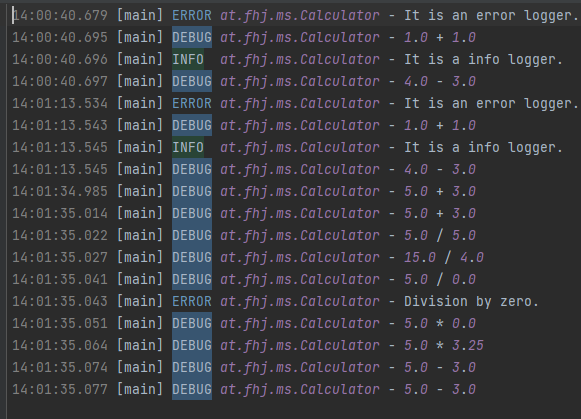 14:00:40.679 [main] ERROR at.fhj.ms.Calculator - It is an error logger.
14:00:40.695 [main] DEBUG at.fhj.ms.Calculator - 1.0 + 1.0
14:00:40.696 [main] INFO  at.fhj.ms.Calculator - It is a info logger.
14:00:40.697 [main] DEBUG at.fhj.ms.Calculator - 4.0 - 3.0
14:01:13.534 [main] ERROR at.fhj.ms.Calculator - It is an error logger.
14:01:13.543 [main] DEBUG at.fhj.ms.Calculator - 1.0 + 1.0
14:01:13.545 [main] INFO  at.fhj.ms.Calculator - It is a info logger.
14:01:13.545 [main] DEBUG at.fhj.ms.Calculator - 4.0 - 3.0
14:01:34.985 [main] DEBUG at.fhj.ms.Calculator - 5.0 + 3.0
14:01:35.014 [main] DEBUG at.fhj.ms.Calculator - 5.0 + 3.0
14:01:35.022 [main] DEBUG at.fhj.ms.Calculator - 5.0 / 5.0
14:01:35.027 [main] DEBUG at.fhj.ms.Calculator - 15.0 / 4.0
14:01:35.041 [main] DEBUG at.fhj.ms.Calculator - 5.0 / 0.0
14:01:35.043 [main] ERROR at.fhj.ms.Calculator - Division by zero.
14:01:35.051 [main] DEBUG at.fhj.ms.Calculator - 5.0 * 0.0
14:01:35.064 [main] DEBUG at.fhj.ms.Calculator - 5.0 * 3.25
14:01:35.074 [main] DEBUG at.fhj.ms.Calculator - 5.0 - 3.0
14:01:35.077 [main] DEBUG at.fhj.ms.Calculator - 5.0 - 3.0